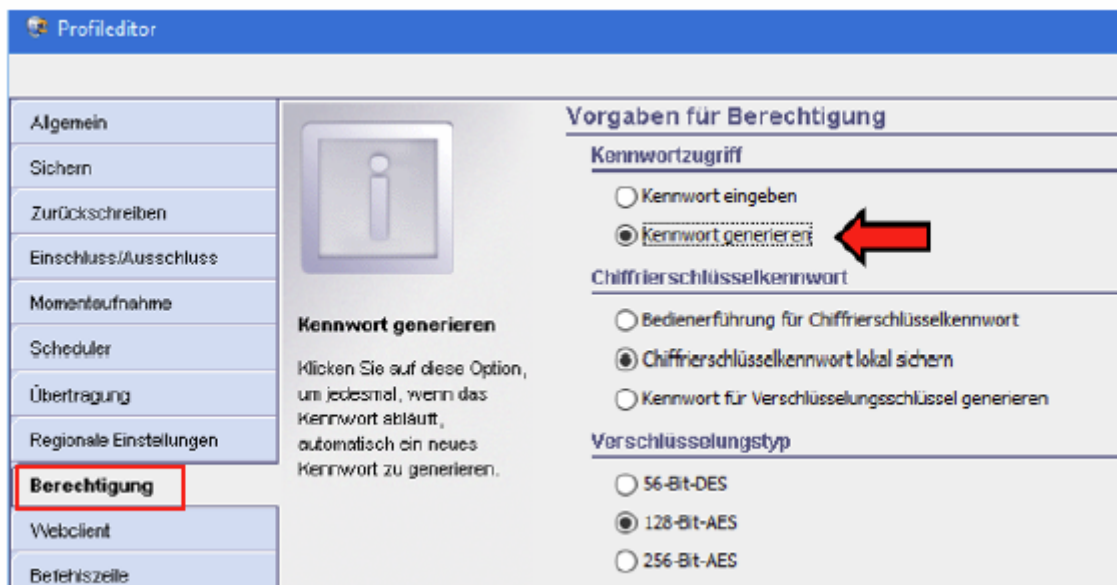 Profileditor
Allgemein
Sichern
Zurückschreiben
Einschluss/Ausschluss
Momentaufnahme
Scheduler
Übertragung
Regionale Einstellungen
Berechtigung
Webclient
Befehlszeile
Kennwort generieren
Klicken Sie auf diese Option,
um jedesmal, wenn das
Kennwort abläuft,
automatisch ein neues
Kennwort zu generieren.
Vorgaben für Berechtigung
Kennwortzugriff
Kennwort eingeben
Kennwort generieren
Chiffrierschlüsselkennwort
Bedienerführung für Chiffrierschlüsselkennwort
Chiffrierschlüsselkennwort lokal sichern
Kennwort für Verschlüsselungsschlüssel generieren
Verschlüsselungstyp
56-Bit-DES
128-Bit-AES
256-Bit-AES